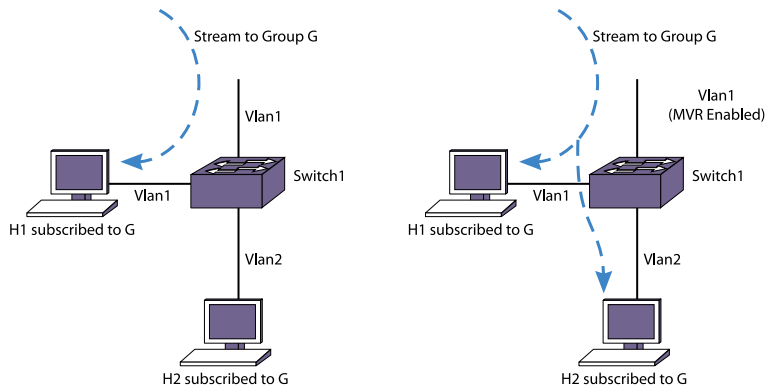 Stream to Group G
Vlan1
Switch1
Vlan1
H1 subscribed to G
Vlan2
H2 subscribed to G
Stream to Group G
Vlan1
(MVR Enabled)
Switch1
Vlan1
H1 subscribed to G
Vlan2
H2 subscribed to G